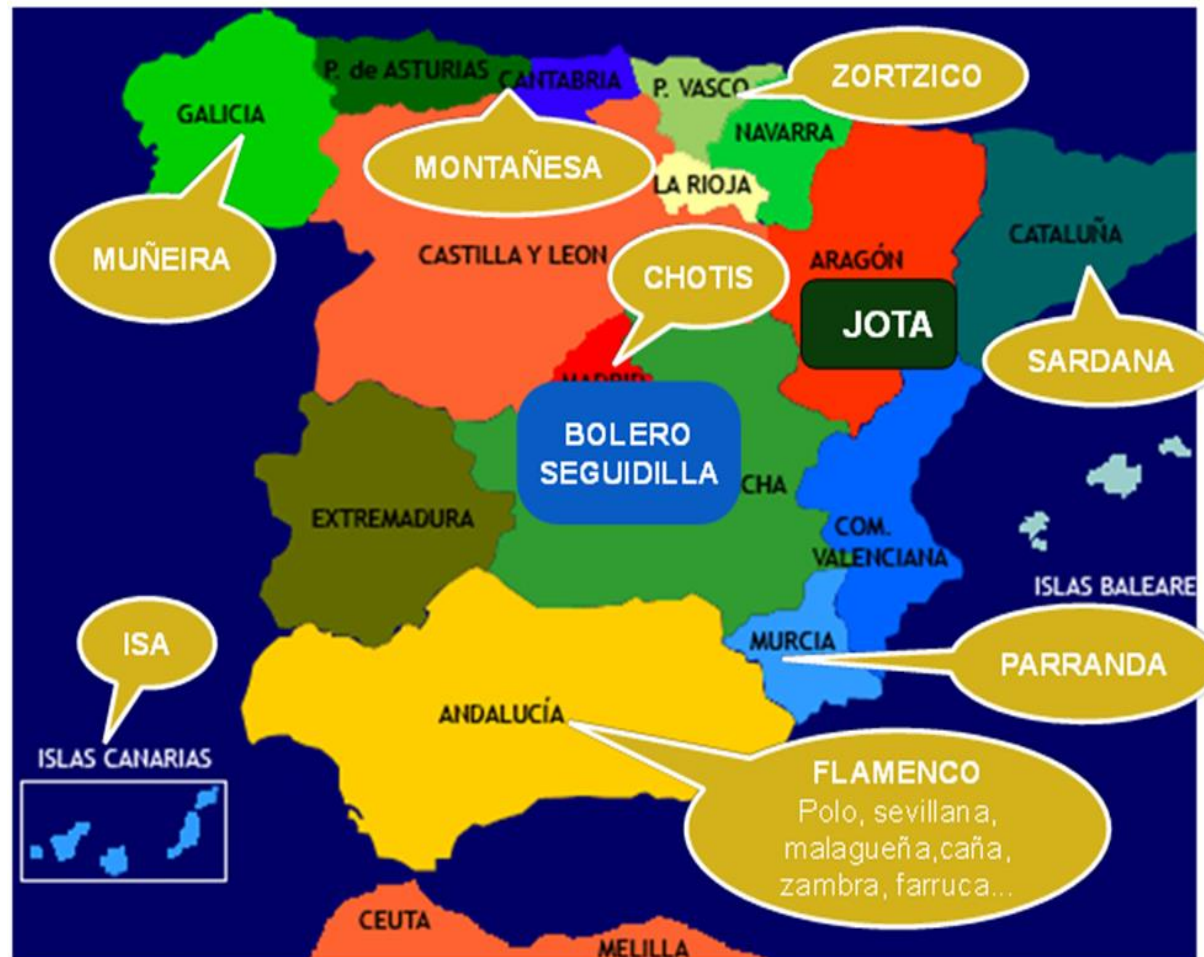 P. de ASTURIAS
CANTABRIA
P. VASCO
ZORTZICO
GALICIA
NAVARRA
MONTAÑESA
LA RIOJA
MUÑEIRA
CASTILLA Y LEON
CHOTIS
ARAGÓN
CATALUÑA
JOTA
SARDANA
MADRID
BOLERO
SEGUIDILLA
CHA
EXTREMADURA
COM.
VALENCIANA
ISLAS BALEARE
ISA
MURCIA
PARRANDA
ANDALUCÍA
ISLAS CANARIAS
FLAMENCO
Polo, sevillana,
malagueña,caña,
zambra, farruca...
CEUTA
MELILLA